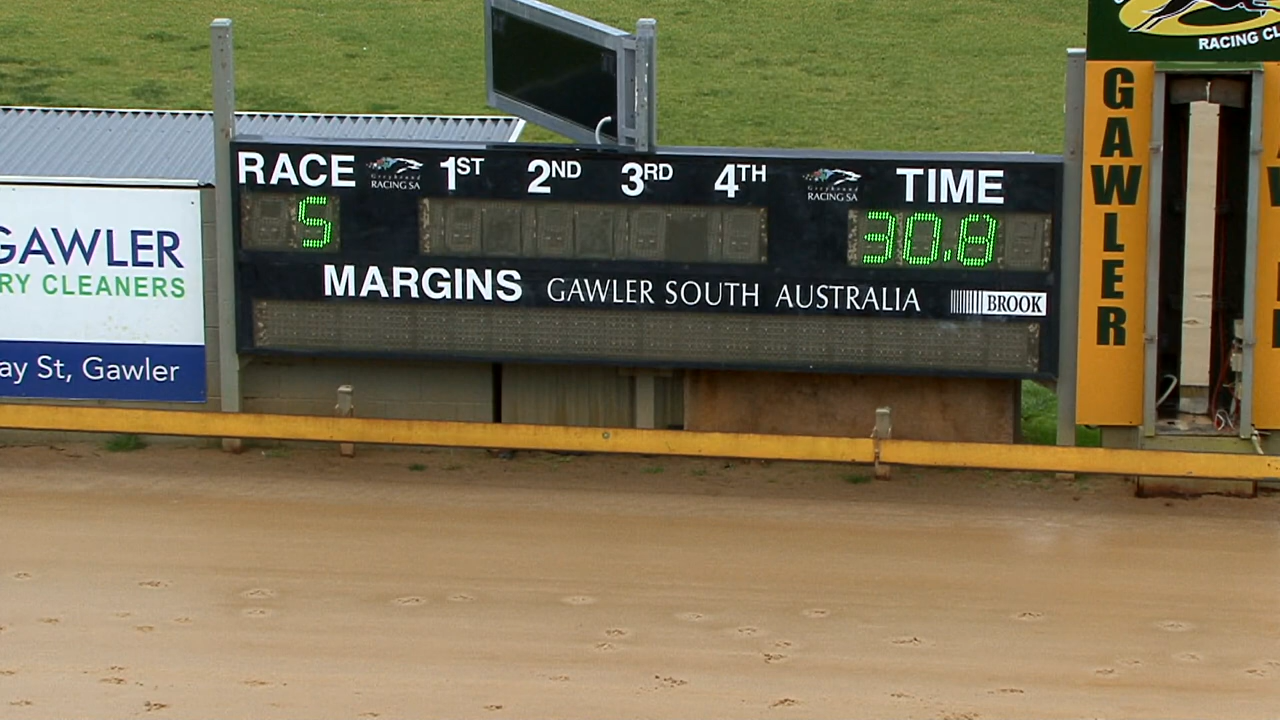 RACING CL
GAWLER
RACE
Greyhound
RACING SA
1ST
2ND
3RD
4TH
Greyhound
RACING SA
TIME
5
30.8
MARGINS
GAWLER SOUTH AUSTRALIA
BROOK
GAWLER
RY CLEANERS
ay St, Gawler